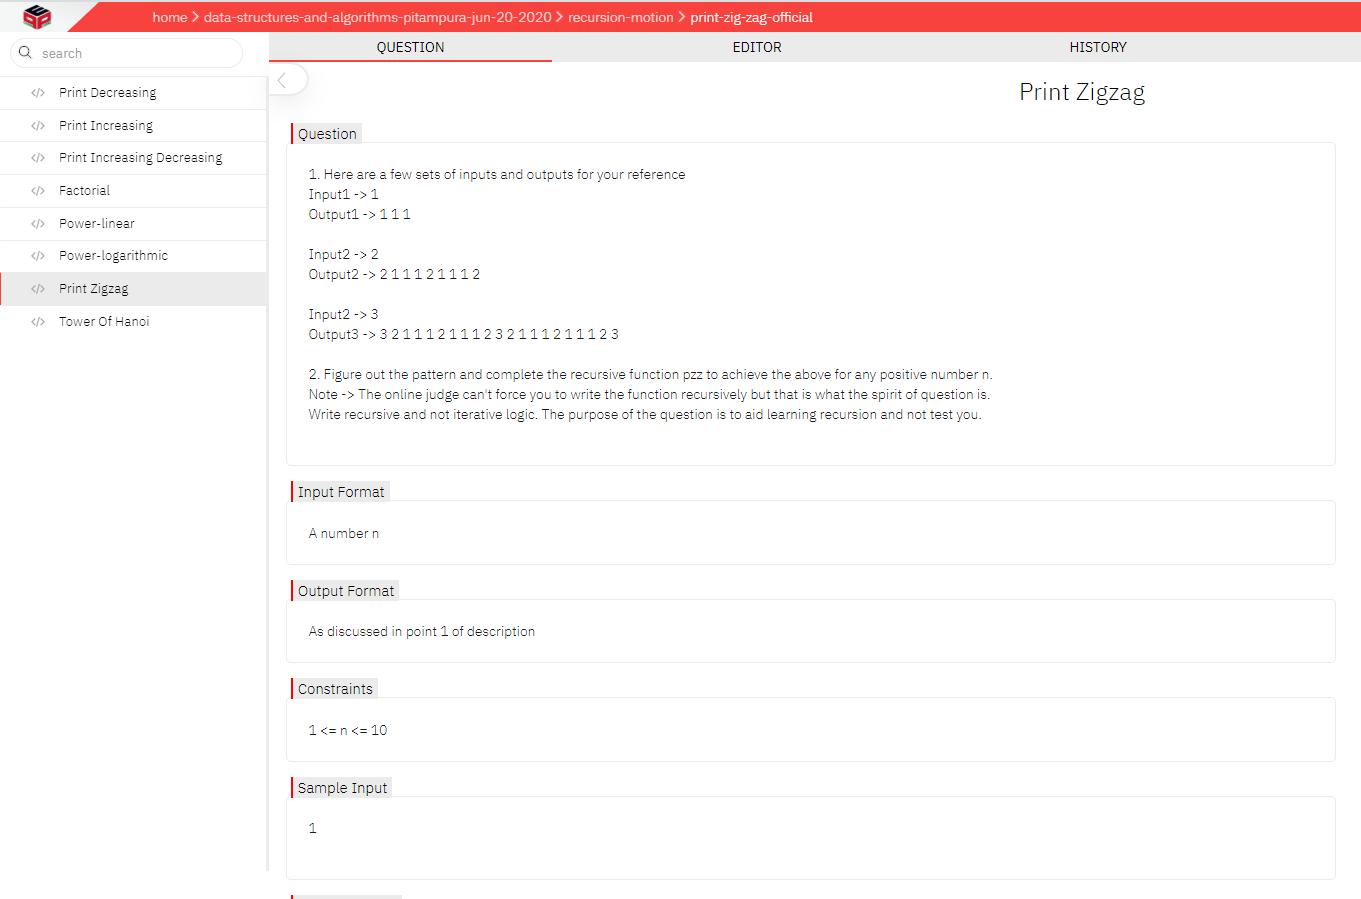 home > data-structures-and-algorithms-pitampura-jun-20-2020 > recursion-motion > print-zig-zag-official
search
QUESTION EDITOR HISTORY
Print Decreasing
Print Increasing
Print Increasing Decreasing
Factorial
Power-linear
Power-logarithmic
Print Zigzag
Tower Of Hanoi
Print Zigzag
Question
1. Here are a few sets of inputs and outputs for your reference
Input1 -> 1
Output1 -> 1 1 1
Input2 -> 2
Output2 -> 2 1 1 1 2 1 1 1 2
Input2 -> 3
Output3 -> 3 2 1 1 1 2 1 1 1 2 3 2 1 1 1 2 1 1 1 2 3
2. Figure out the pattern and complete the recursive function pzz to achieve the above for any positive number n.
Note -> The online judge can't force you to write the function recursively but that is what the spirit of question is.
Write recursive and not iterative logic. The purpose of the question is to aid learning recursion and not test you.
Input Format
A number n
Output Format
As discussed in point 1 of description
Constraints
1 <= n <= 10
Sample Input
1